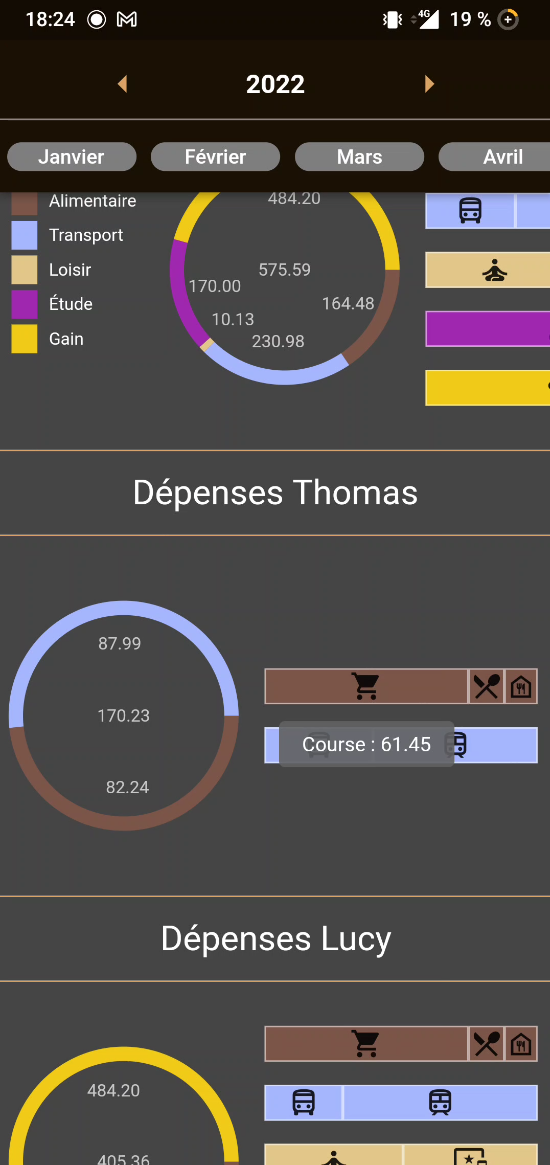 18:24
4G
19 %
2022
Janvier
Février
Mars
Avril
Alimentaire
Transport
Loisir
Étude
Gain
484.20
575.59
170.00
164.48
10.13
230.98
Dépenses Thomas
87.99
170.23
82.24
Course : 61.45
Dépenses Lucy
484.20
405.36